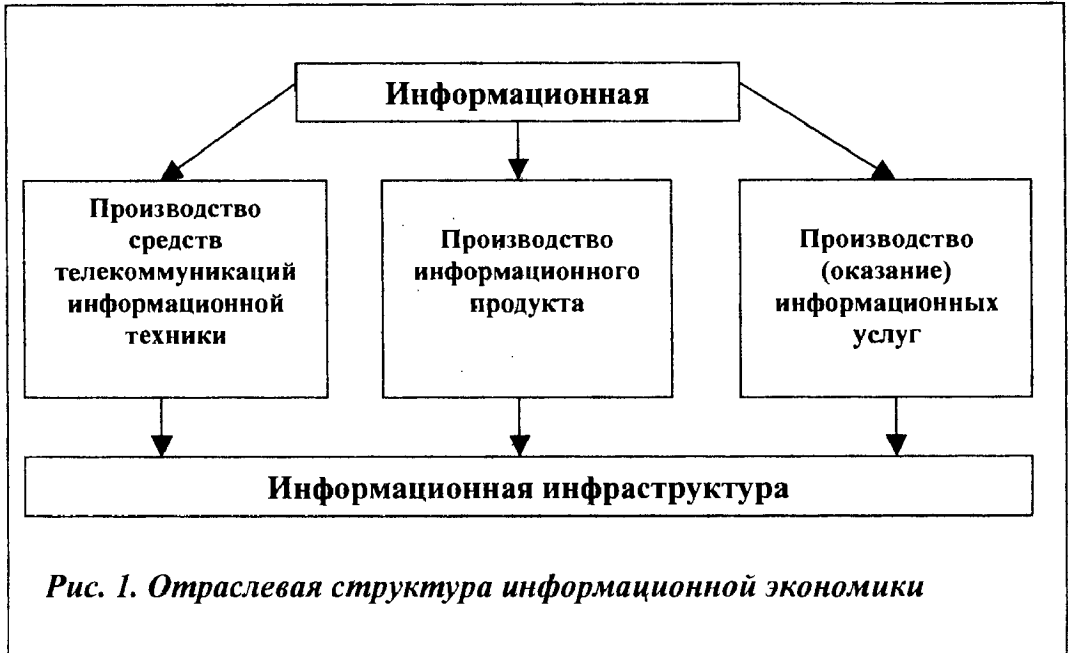 Информационная
Производство
средств
телекоммуникаций
информационной
техники
Производство
информационного
продукта
Производство
(оказание)
информационных
услуг
Информационная инфраструктура
Рис. 1. Отраслевая структура информационной экономики